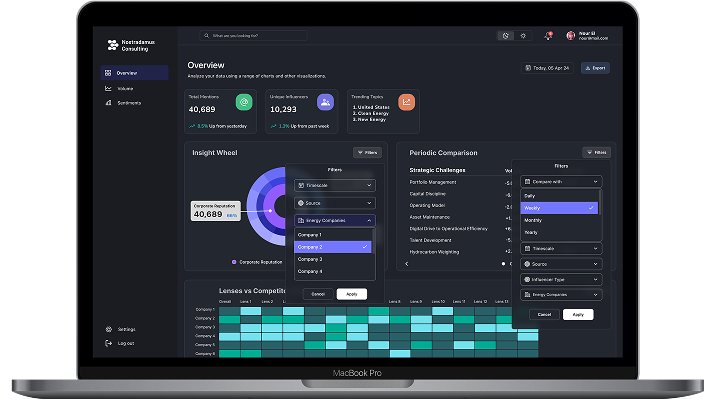 Nostradamus
Consulting
What are you looking for?
Nour El
nour@mail.com
Overview
Volume
Sentiments
Settings
Log out
Overview
Analyze your data using a range of charts and other visualizations.
Today, 05 Apr 24
Export
Total Mentions
40,689
8.5% Up from yesterday
Unique Influencers
10,293
1.3% Up from past week
Trending Topics
1. United States
2. Clean Energy
3. New Energy
Insight Wheel
Filters
Corporate Reputation
40,689 66%
Corporate Reputation
Filters
Timescale
Source
Energy Companies
Company 1
Company 2
Company 3
Company 4
Cancel
Apply
Periodic Comparison
Filters
Strategic Challenges
Portfolio Management
Capital Discipline
Operating Model
Asset Maintenance
Digital Drive to Operational Efficiency
Talent Development
Hydrocarbon Weighting
Filters
Compare with
Daily
Weekly
Monthly
Yearly
Timescale
Source
Influencer Type
Energy Companies
Cancel
Apply
Lenses vs Competito
Overall Lens 1 Lens 2 Lens 8 Lens 9 Lens 10 Lens 11 Lens 12 Lens 13
Company 1
Company 2
Company 3
Company 4
Company 5
Company 6
MacBook Pro